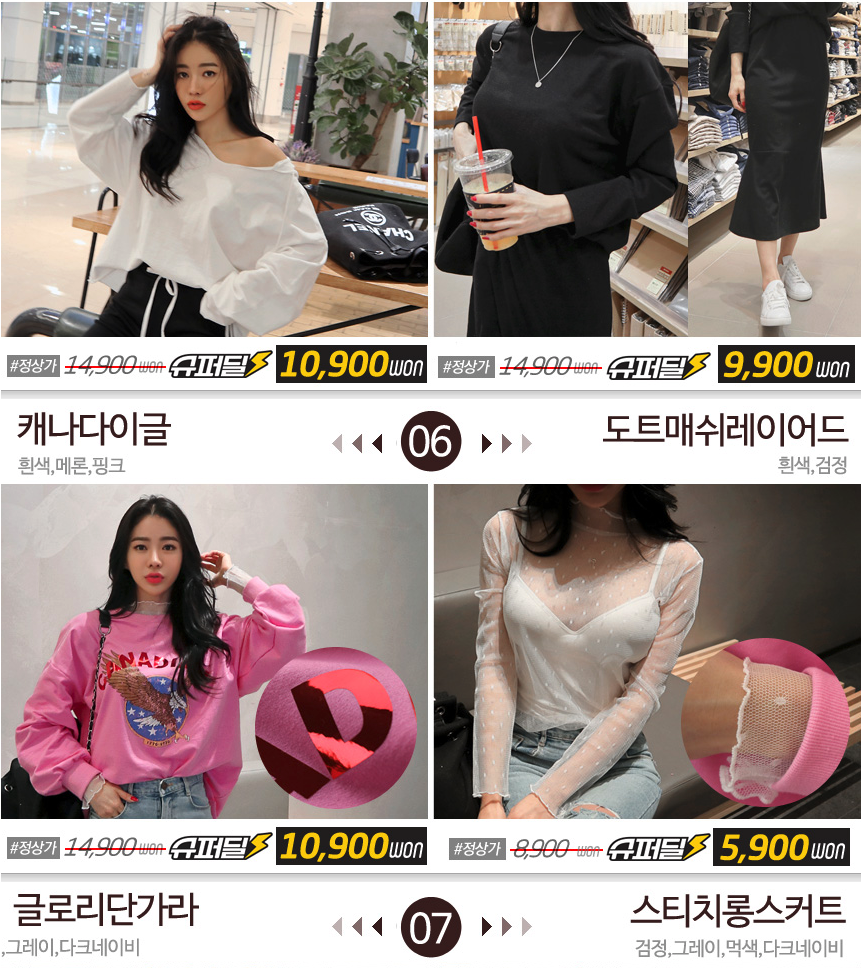 CHANEL
#정상가 14,900 won 슈퍼딜 10,900 won
#정상가 14,900 won 슈퍼딜 9,900 won
캐나다이글
흰색,메론,핑크
06
도트매쉬레이어드
흰색,검정
CANAD
#정상가 14,900 won 슈퍼딜 10,900 won
#정상가 8,900 won 슈퍼딜 5,900 won
글로리단가라
,그레이,다크네이비
07
스티치롱스커트
검정,그레이,먹색,다크네이비